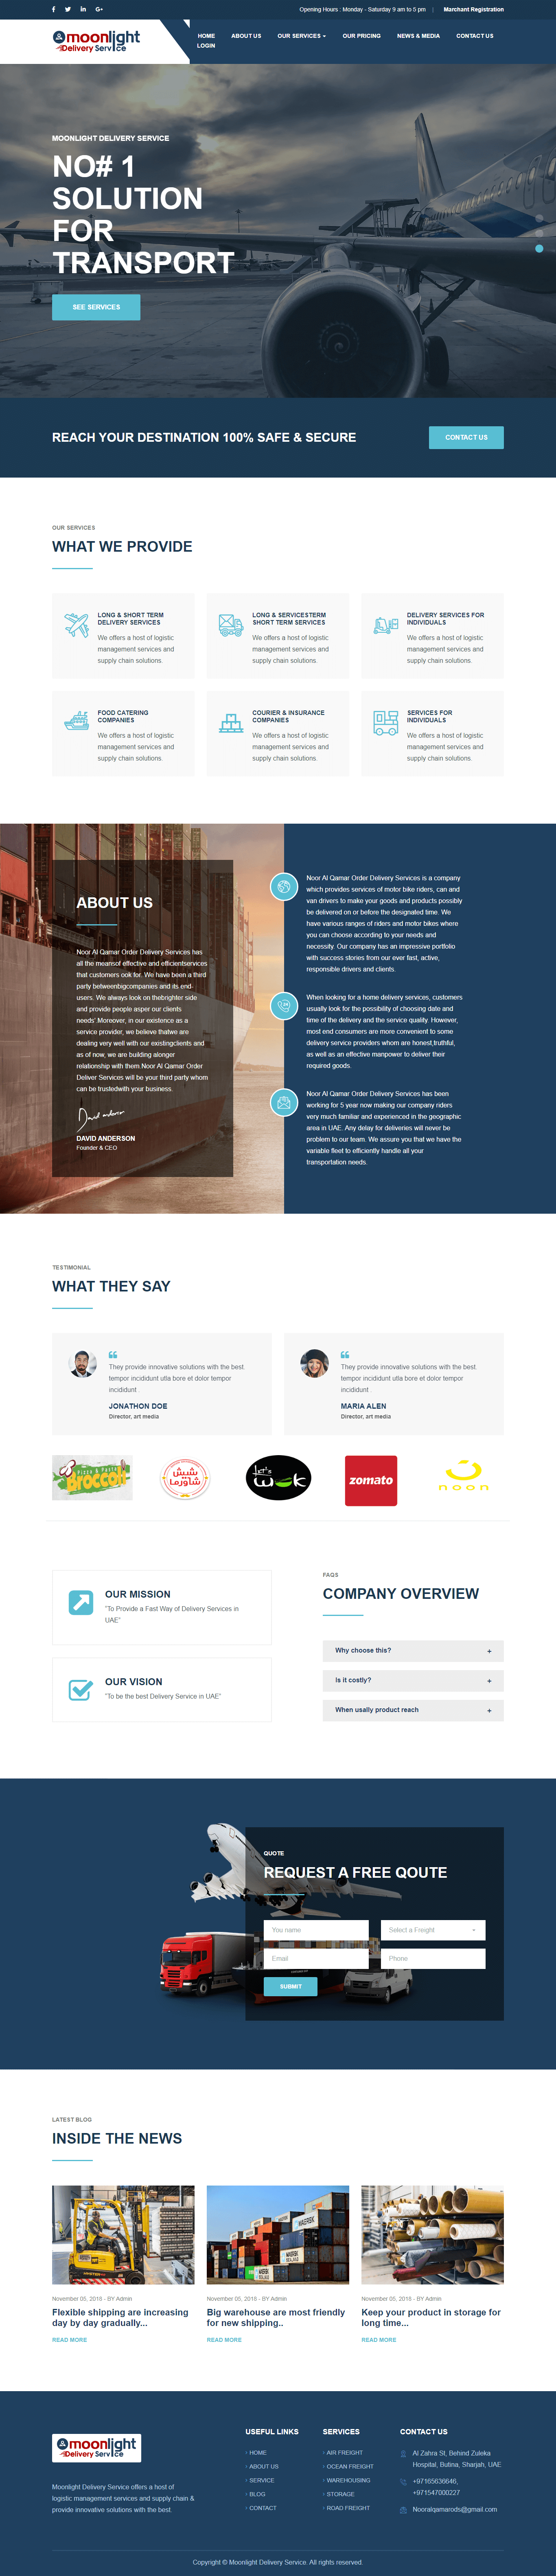 Opening Hours : Monday - Saturday 9 am to 5 pm | Marchant Registration
moonlight
Delivery Service
HOME ABOUT US OUR SERVICES OUR PRICING NEWS & MEDIA CONTACT US
LOGIN
MOONLIGHT DELIVERY SERVICE
NO# 1
SOLUTION
FOR
TRANSPORT
SEE SERVICES
REACH YOUR DESTINATION 100% SAFE & SECURE
CONTACT US
OUR SERVICES
WHAT WE PROVIDE
LONG & SHORT TERM
DELIVERY SERVICES
We offers a host of logistic
management services and
supply chain solutions.
LONG & SERVICESTERM
SHORT TERM SERVICES
We offers a host of logistic
management services and
supply chain solutions.
DELIVERY SERVICES FOR
INDIVIDUALS
We offers a host of logistic
management services and
supply chain solutions.
FOOD CATERING
COMPANIES
We offers a host of logistic
management services and
supply chain solutions.
COURIER & INSURANCE
COMPANIES
We offers a host of logistic
management services and
supply chain solutions.
SERVICES FOR
INDIVIDUALS
We offers a host of logistic
management services and
supply chain solutions.
ABOUT US
Noor Al Qamar Order Delivery Services has
all the meansof effective and efficientservices
that customers ook for. We have been a third
party betweenbigcompanies and its end-
users. We always look on thebrighter side
and provide people asper our clients
needs'.Moreover, in our existence as a
service provider, we believe thatwe are
dealing very well with our existingclients and
as of now, we are building alonger
relationship with them.Noor Al Qamar Order
Deliver Services will be your third party whom
can be trustedwith your business.
David anderson
DAVID ANDERSON
Founder & CEO
Noor Al Qamar Order Delivery Services is a company
which provides services of motor bike riders, can and
van drivers to make your goods and products possibly
be delivered on or before the designated time. We
have various ranges of riders and motor bikes where
you can choose according to your needs and
necessity. Our company has an impressive portfolio
with success stories from our ever fast, active,
responsible drivers and clients.
When looking for a home delivery services, customers
usually look for the possibility of choosing date and
time of the delivery and the service quality. However,
most end consumers are more convenient to some
delivery service providers whom are honest,truthful,
as well as an effective manpower to deliver their
required goods.
Noor Al Qamar Order Delivery Services has been
working for 5 year now making our company riders
very much familiar and experienced in the geographic
area in UAE. Any delay for deliveries will never be
problem to our team. We assure you that we have the
variable fleet to efficiently handle all your
transportation needs.
TESTIMONIAL
WHAT THEY SAY
They provide innovative solutions with the best
tempor incididunt utla bore et dolor tempor
incididunt
JONATHON DOE
Director, art media
They provide innovative solutions with the best
tempor incididunt utla bore et dolor tempor
incididunt
MARIA ALEN
Director, art media
Broccoli
شيش
شاورما
Let's
wok
zomato
noon
OUR MISSION
"To Provide a Fast Way of Delivery Services in
UAE"
OUR VISION
"To be the best Delivery Service in UAE"
FAQS
COMPANY OVERVIEW
Why choose this? +
Is it costly? +
When usally product reach +
QUOTE
REQUEST A FREE QOUTE
You name Select a Freight
Email Phone
SUBMIT
LATEST BLOG
INSIDE THE NEWS
November 05, 2018 - BY Admin
Flexible shipping are increasing
day by day gradually...
READ MORE
MAERSK
November 05, 2018 - BY Admin
Big warehouse are most friendly
for new shipping..
READ MORE
November 05, 2018 - BY Admin
Keep your product in storage for
long time...
READ MORE
moonlight
Delivery Service
Moonlight Delivery Service offers a host of
logistic management services and supply chain &
provide innovative solutions with the best.
USEFUL LINKS
HOME
ABOUT US
SERVICE
BLOG
CONTACT
SERVICES
AIR FREIGHT
OCEAN FREIGHT
WAREHOUSING
STORAGE
ROAD FREIGHT
CONTACT US
Al Zahra St, Behind Zuleka
Hospital, Butina, Sharjah, UAE
+97165636646,
+971547000227
Nooralqamarods@gmail.com
Copyright © Moonlight Delivery Service. All rights reserved.